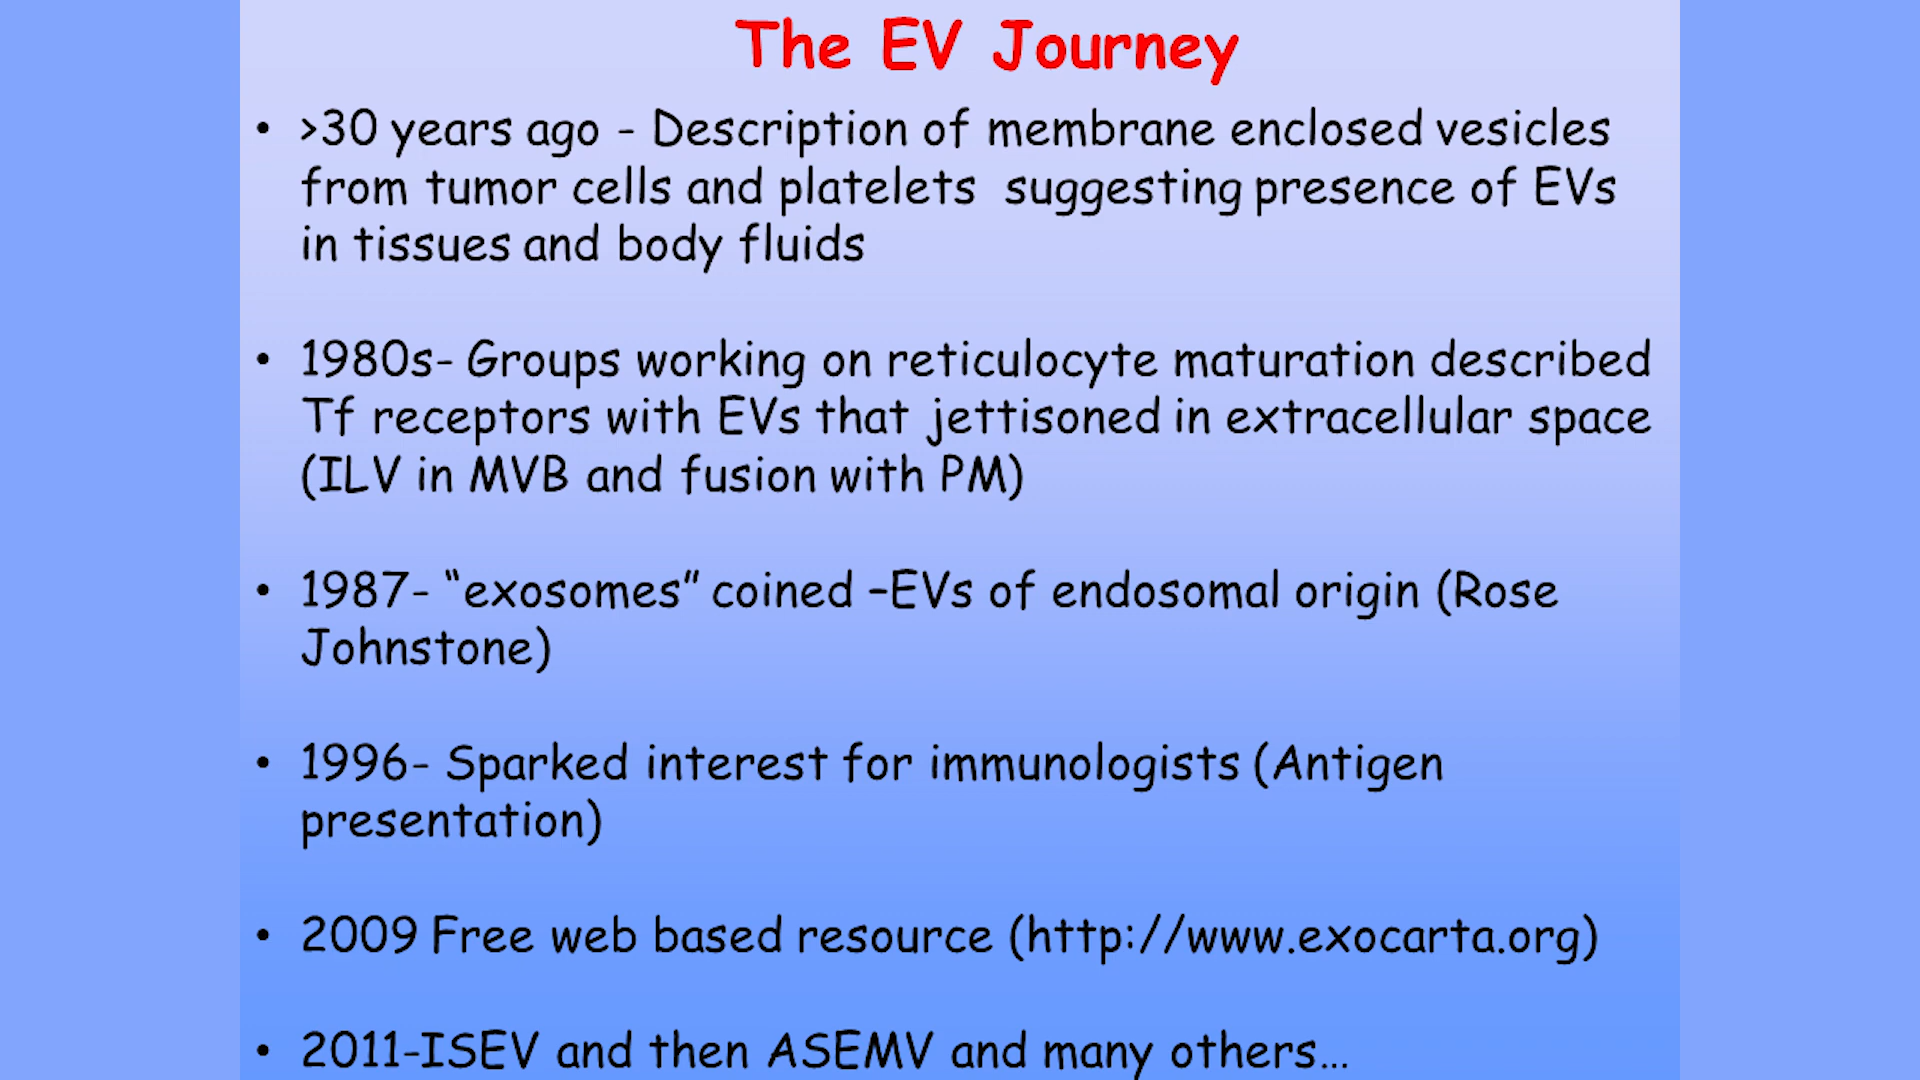 The EV Journey
• >30 years ago - Description of membrane enclosed vesicles
from tumor cells and platelets suggesting presence of EVs
in tissues and body fluids
• 1980s- Groups working on reticulocyte maturation described
Tf receptors with EVs that jettisoned in extracellular space
(ILV in MVB and fusion with PM)
• 1987- “exosomes” coined –EVs of endosomal origin (Rose
Johnstone)
• 1996- Sparked interest for immunologists (Antigen
presentation)
• 2009 Free web based resource (http://www.exocarta.org)
• 2011-ISEV and then ASEMV and many others…